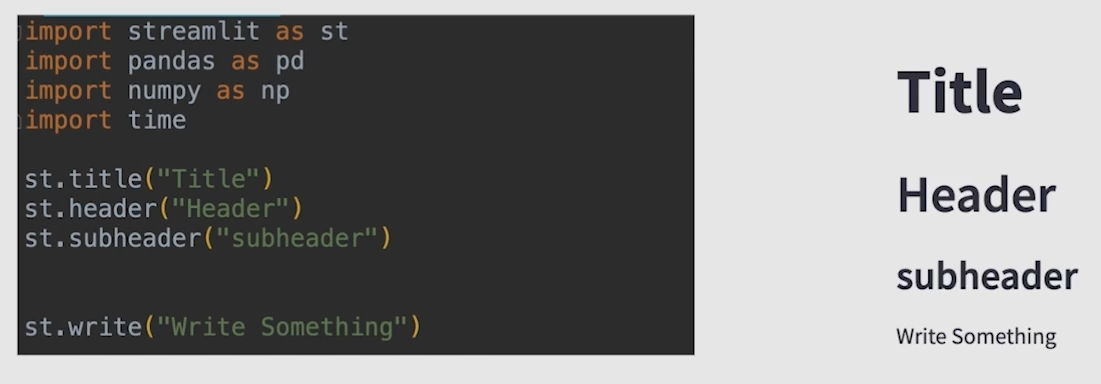 import streamlit as st
import pandas as pd
import numpy as np
import time
st.title("Title")
st.header("Header")
st.subheader("subheader")
st.write("Write Something")
Title
Header
subheader
Write Something